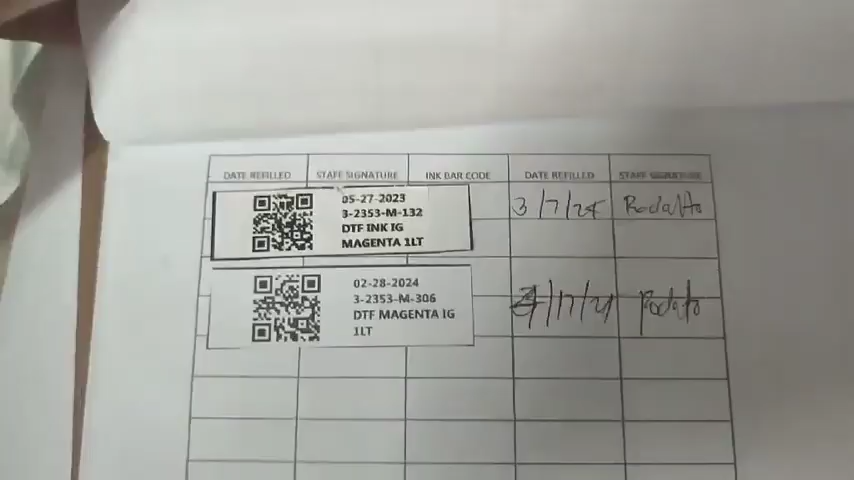 DATE REFILLED STAFF SIGNATURE INK BAR CODE DATE REFILLED STAFF SIGNATURE
05-27-2023
3-2353-M-132
DTF INK IG
MAGENTA 1LT
3/7/24 Rodalto
02-28-2024
3-2353-M-306
DTF MAGENTA IG
1LT